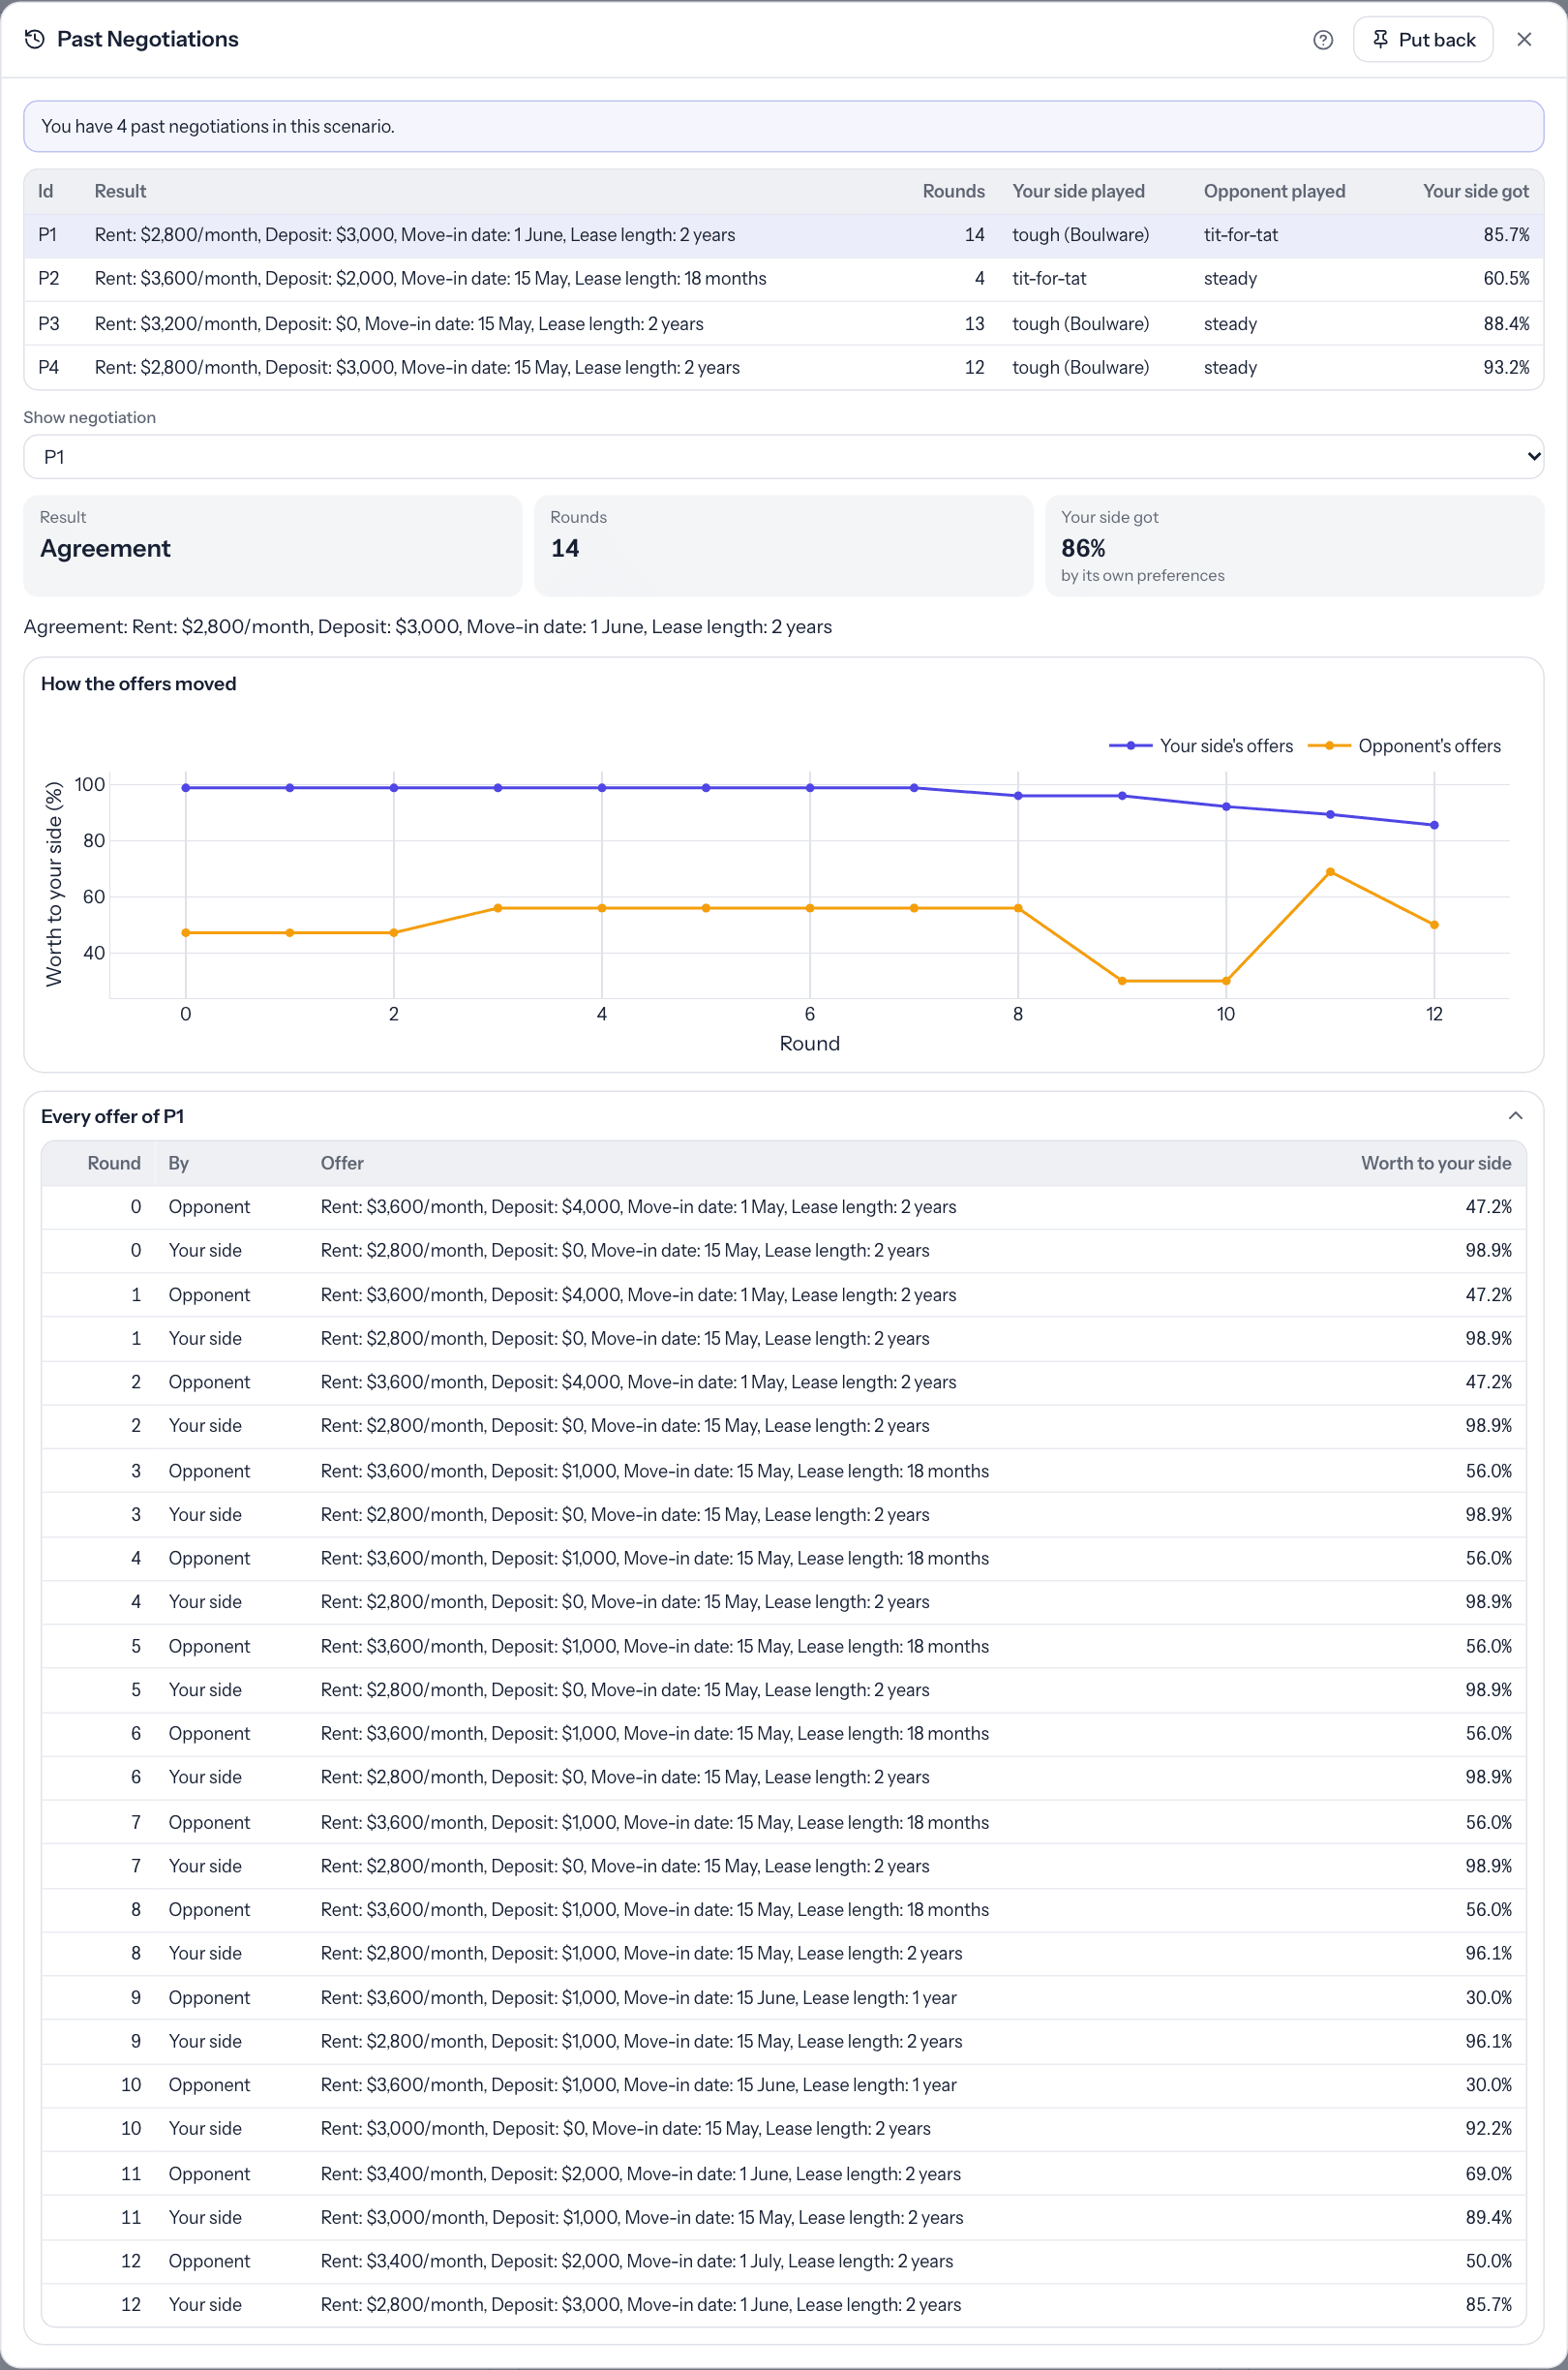 Past Negotiations
Put back
You have 4 past negotiations in this scenario.
Id Result Rounds Your side played Opponent played Your side got
P1 Rent: $2,800/month, Deposit: $3,000, Move-in date: 1 June, Lease length: 2 years 14 tough (Boulware) tit-for-tat 85.7%
P2 Rent: $3,600/month, Deposit: $2,000, Move-in date: 15 May, Lease length: 18 months 4 tit-for-tat steady 60.5%
P3 Rent: $3,200/month, Deposit: $0, Move-in date: 15 May, Lease length: 2 years 13 tough (Boulware) steady 88.4%
P4 Rent: $2,800/month, Deposit: $3,000, Move-in date: 15 May, Lease length: 2 years 12 tough (Boulware) steady 93.2%
Show negotiation
P1
Result Rounds Your side got
Agreement 14 86%
by its own preferences
Agreement: Rent: $2,800/month, Deposit: $3,000, Move-in date: 1 June, Lease length: 2 years
How the offers moved
Your side's offers Opponent's offers
Worth to your side (%)
100
80
60
40
0 2 4 6 8 10 12
Round
Every offer of P1
Round By Offer Worth to your side
0 Opponent Rent: $3,600/month, Deposit: $4,000, Move-in date: 1 May, Lease length: 2 years 47.2%
0 Your side Rent: $2,800/month, Deposit: $0, Move-in date: 15 May, Lease length: 2 years 98.9%
1 Opponent Rent: $3,600/month, Deposit: $4,000, Move-in date: 1 May, Lease length: 2 years 47.2%
1 Your side Rent: $2,800/month, Deposit: $0, Move-in date: 15 May, Lease length: 2 years 98.9%
2 Opponent Rent: $3,600/month, Deposit: $4,000, Move-in date: 1 May, Lease length: 2 years 47.2%
2 Your side Rent: $2,800/month, Deposit: $0, Move-in date: 15 May, Lease length: 2 years 98.9%
3 Opponent Rent: $3,600/month, Deposit: $1,000, Move-in date: 15 May, Lease length: 18 months 56.0%
3 Your side Rent: $2,800/month, Deposit: $0, Move-in date: 15 May, Lease length: 2 years 98.9%
4 Opponent Rent: $3,600/month, Deposit: $1,000, Move-in date: 15 May, Lease length: 18 months 56.0%
4 Your side Rent: $2,800/month, Deposit: $0, Move-in date: 15 May, Lease length: 2 years 98.9%
5 Opponent Rent: $3,600/month, Deposit: $1,000, Move-in date: 15 May, Lease length: 18 months 56.0%
5 Your side Rent: $2,800/month, Deposit: $0, Move-in date: 15 May, Lease length: 2 years 98.9%
6 Opponent Rent: $3,600/month, Deposit: $1,000, Move-in date: 15 May, Lease length: 18 months 56.0%
6 Your side Rent: $2,800/month, Deposit: $0, Move-in date: 15 May, Lease length: 2 years 98.9%
7 Opponent Rent: $3,600/month, Deposit: $1,000, Move-in date: 15 May, Lease length: 18 months 56.0%
7 Your side Rent: $2,800/month, Deposit: $0, Move-in date: 15 May, Lease length: 2 years 98.9%
8 Opponent Rent: $3,600/month, Deposit: $1,000, Move-in date: 15 May, Lease length: 18 months 56.0%
8 Your side Rent: $2,800/month, Deposit: $1,000, Move-in date: 15 May, Lease length: 2 years 96.1%
9 Opponent Rent: $3,600/month, Deposit: $1,000, Move-in date: 15 June, Lease length: 1 year 30.0%
9 Your side Rent: $2,800/month, Deposit: $1,000, Move-in date: 15 May, Lease length: 2 years 96.1%
10 Opponent Rent: $3,600/month, Deposit: $1,000, Move-in date: 15 June, Lease length: 1 year 30.0%
10 Your side Rent: $3,000/month, Deposit: $0, Move-in date: 15 May, Lease length: 2 years 92.2%
11 Opponent Rent: $3,400/month, Deposit: $2,000, Move-in date: 1 June, Lease length: 2 years 69.0%
11 Your side Rent: $3,000/month, Deposit: $1,000, Move-in date: 15 May, Lease length: 2 years 89.4%
12 Opponent Rent: $3,400/month, Deposit: $2,000, Move-in date: 1 July, Lease length: 2 years 50.0%
12 Your side Rent: $2,800/month, Deposit: $3,000, Move-in date: 1 June, Lease length: 2 years 85.7%